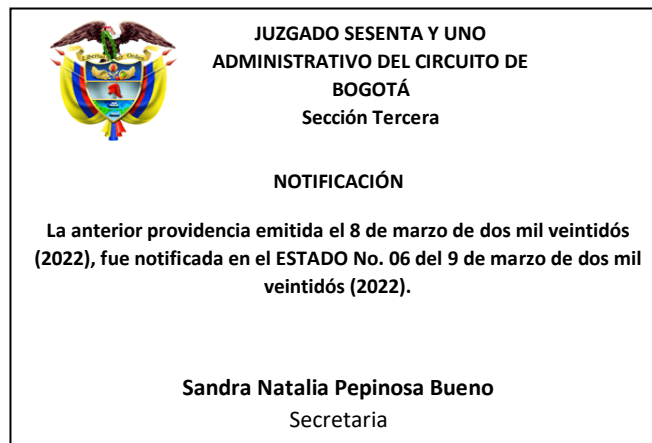 JUZGADO SESENTA Y UNO
ADMINISTRATIVO DEL CIRCUITO DE
BOGOTÁ
Sección Tercera
NOTIFICACIÓN
La anterior providencia emitida el 8 de marzo de dos mil veintidós
(2022), fue notificada en el ESTADO No. 06 del 9 de marzo de dos mil
veintidós (2022).
Sandra Natalia Pepinosa Bueno
Secretaria